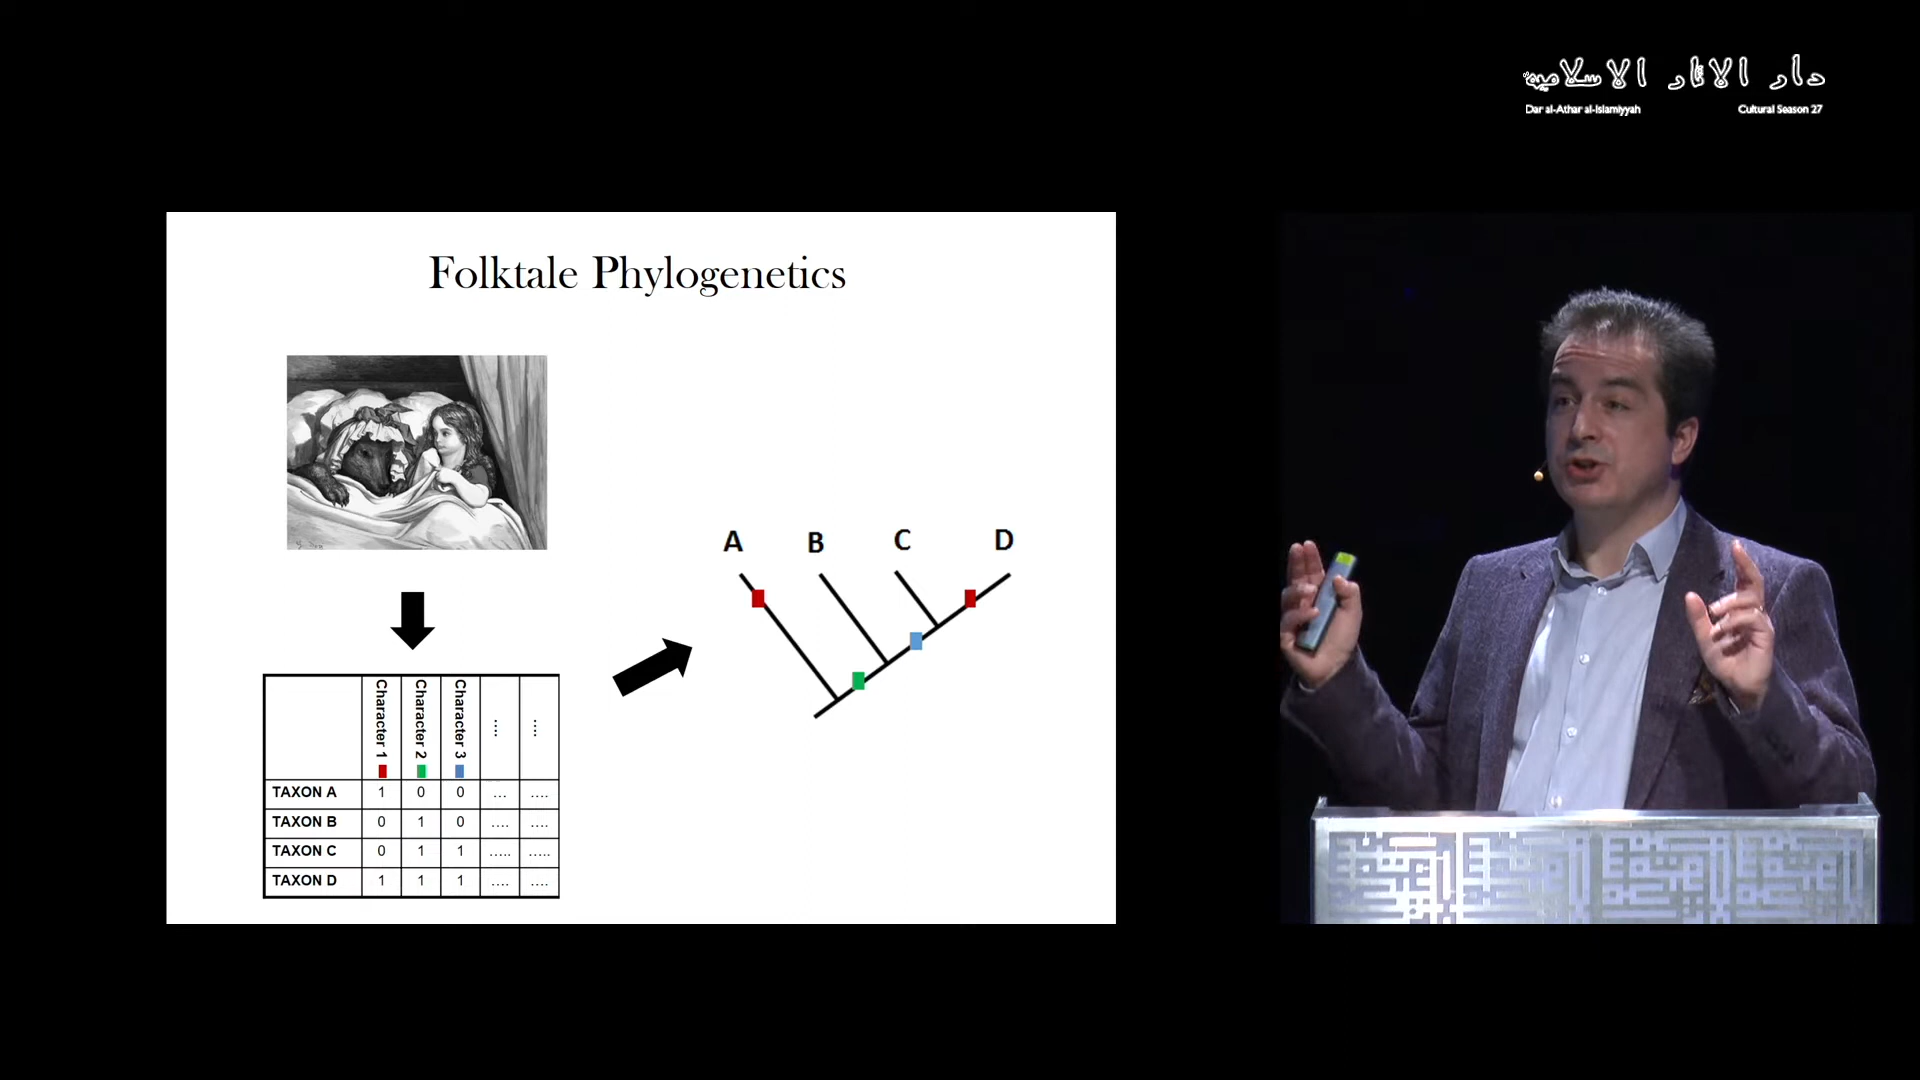 دار الآثار الاسلامية
Dar al-Athar al-Islamiyyah Cultural Season 27
Folktale Phylogenetics
A B C D
Character 1 Character 2 Character 3 .... ....
TAXON A 1 0 0 ... ....
TAXON B 0 1 0 .... ....
TAXON C 0 1 1 ..... .....
TAXON D 1 1 1 .... ....